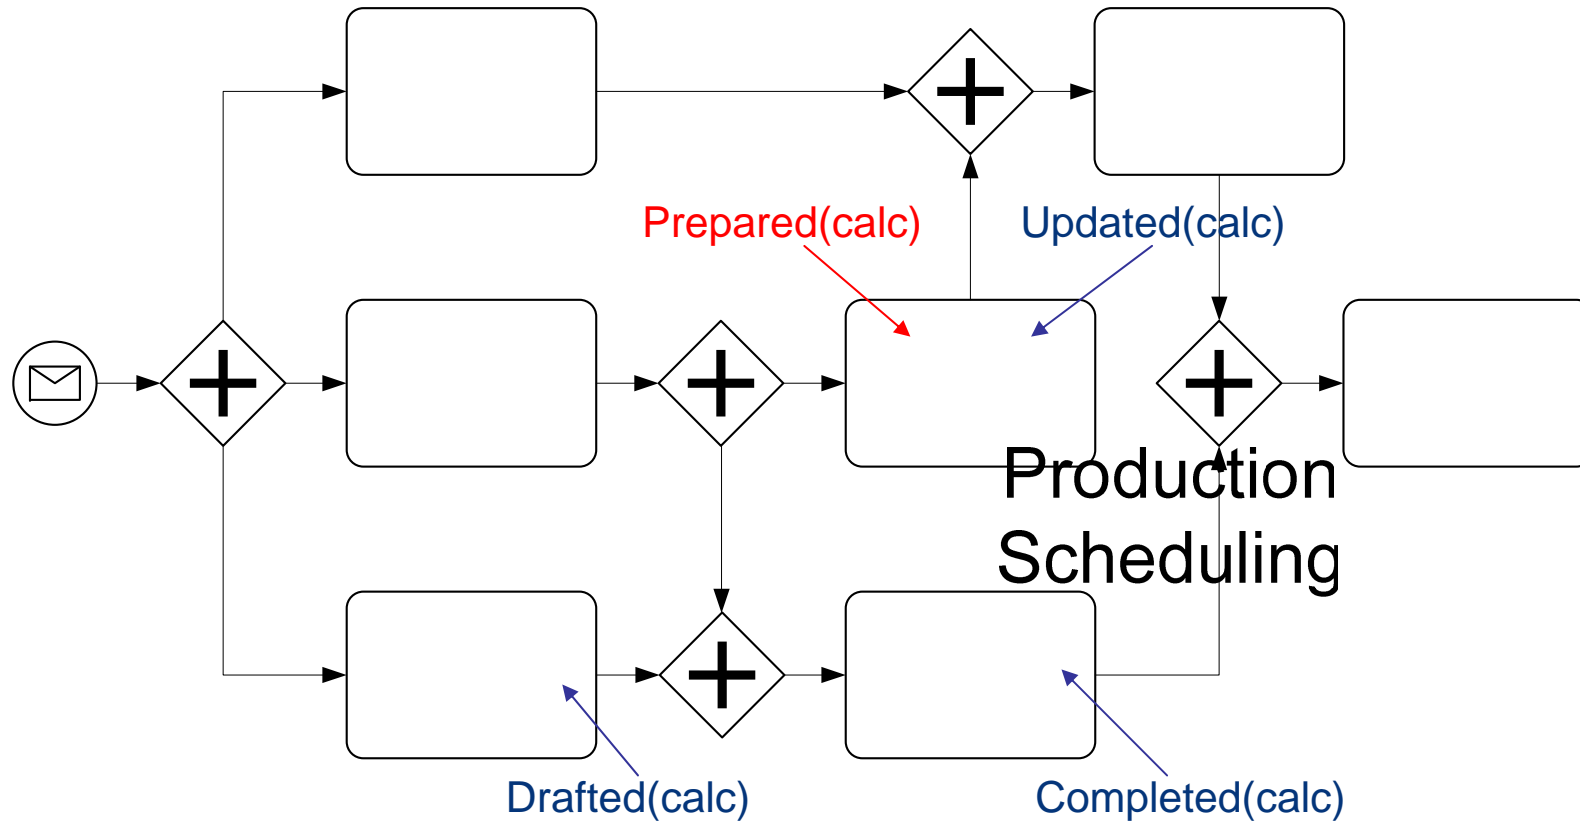 Prepared(calc)
Updated(calc)
Production
Scheduling
Drafted(calc)
Completed(calc)